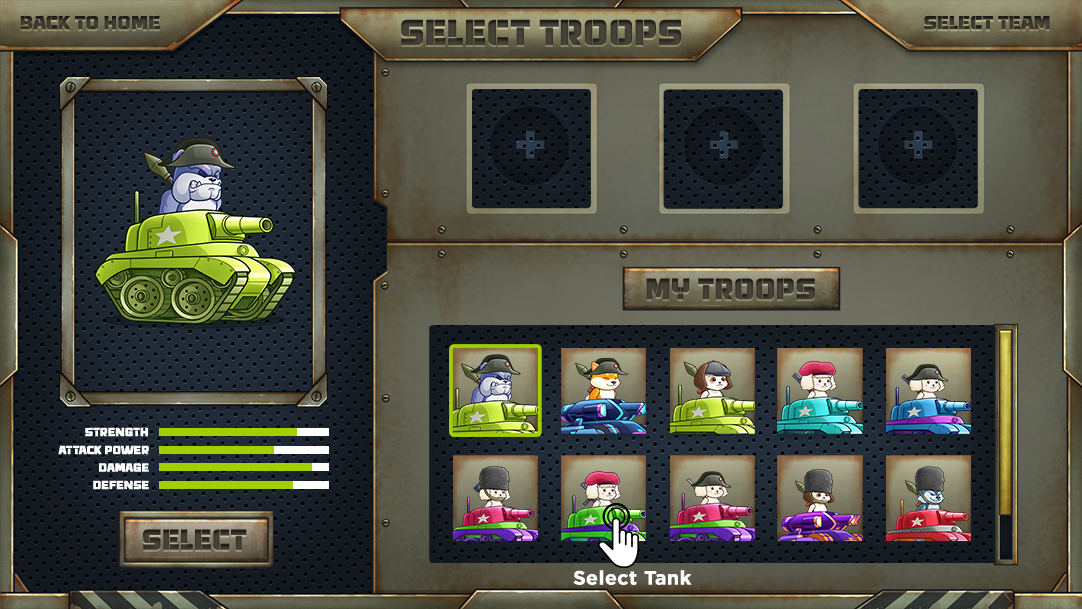 BACK TO HOME
SELECT TROOPS
SELECT TEAM
MY TROOPS
STRENGTH
ATTACK POWER
DAMAGE
DEFENSE
SELECT
Select Tank